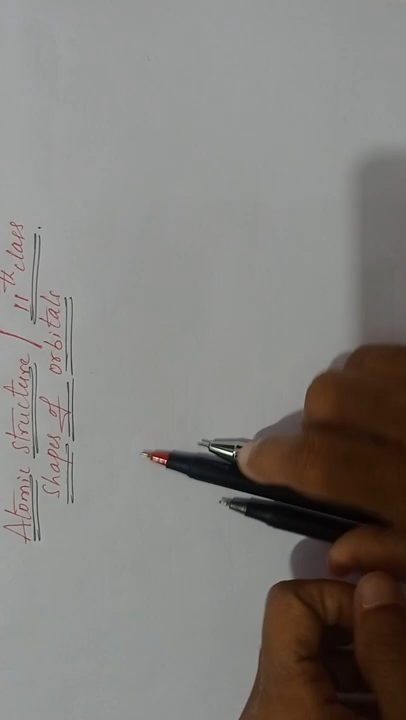 Atomic structure / 11th class.
Shapes of orbitals